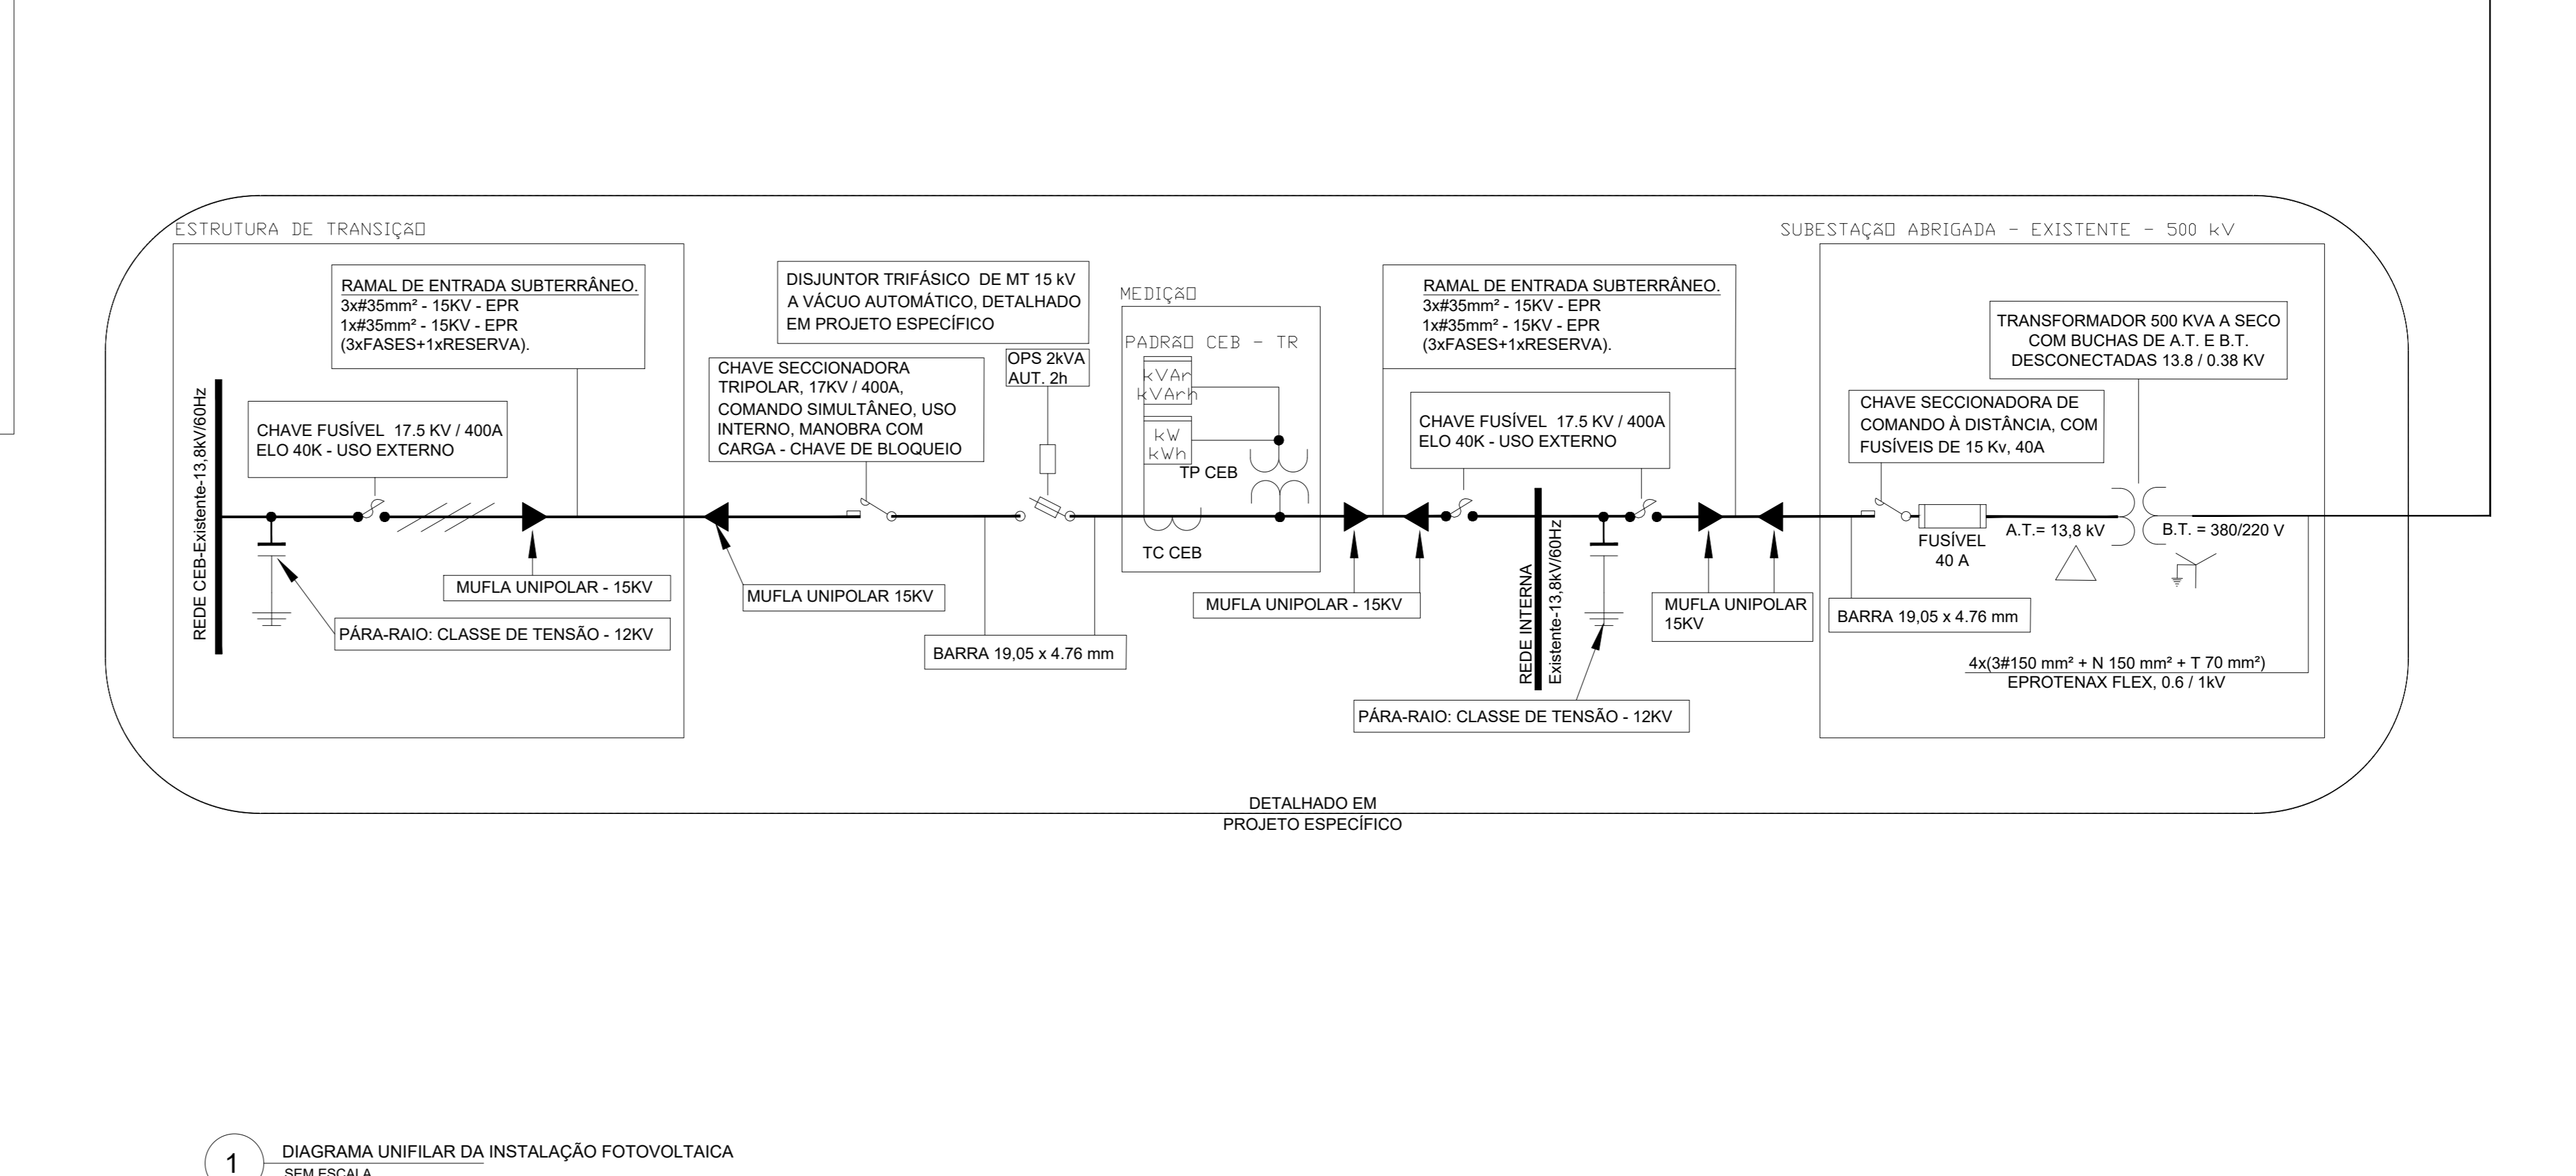 ESTRUTURA DE TRANSIÇÃO
RAMAL DE ENTRADA SUBTERRÂNEO.
3x#35mm² - 15KV - EPR
1x#35mm² - 15KV - EPR
(3xFASES+1xRESERVA).
CHAVE FUSÍVEL 17.5 KV / 400A
ELO 40K - USO EXTERNO
REDE CEB-Existente-13,8kV/60Hz
MUFLA UNIPOLAR - 15KV
PÁRA-RAIO: CLASSE DE TENSÃO - 12KV
DISJUNTOR TRIFÁSICO DE MT 15 kV
A VÁCUO AUTOMÁTICO, DETALHADO
EM PROJETO ESPECÍFICO
CHAVE SECCIONADORA
TRIPOLAR, 17KV / 400A,
COMANDO SIMULTÂNEO, USO
INTERNO, MANOBRA COM
CARGA - CHAVE DE BLOQUEIO
OPS 2kVA
AUT. 2h
MUFLA UNIPOLAR 15KV
BARRA 19,05 x 4.76 mm
MEDIÇÃO
PADRÃO CEB - TR
kVAr
kVArh
kW
kWh
TP CEB
TC CEB
RAMAL DE ENTRADA SUBTERRÂNEO.
3x#35mm² - 15KV - EPR
1x#35mm² - 15KV - EPR
(3xFASES+1xRESERVA).
CHAVE FUSÍVEL 17.5 KV / 400A
ELO 40K - USO EXTERNO
MUFLA UNIPOLAR - 15KV
REDE INTERNA
Existente-13,8kV/60Hz
PÁRA-RAIO: CLASSE DE TENSÃO - 12KV
MUFLA UNIPOLAR
15KV
SUBESTAÇÃO ABRIGADA - EXISTENTE - 500 kV
TRANSFORMADOR 500 KVA A SECO
COM BUCHAS DE A.T. E B.T.
DESCONECTADAS 13.8 / 0.38 KV
CHAVE SECCIONADORA DE
COMANDO À DISTÂNCIA, COM
FUSÍVEIS DE 15 Kv, 40A
FUSÍVEL
40 A
A.T.= 13,8 kV
B.T. = 380/220 V
BARRA 19,05 x 4.76 mm
4x(3#150 mm² + N 150 mm² + T 70 mm²)
EPROTENAX FLEX, 0.6 / 1kV
DETALHADO EM
PROJETO ESPECÍFICO
1
DIAGRAMA UNIFILAR DA INSTALAÇÃO FOTOVOLTAICA
SEM ESCALA